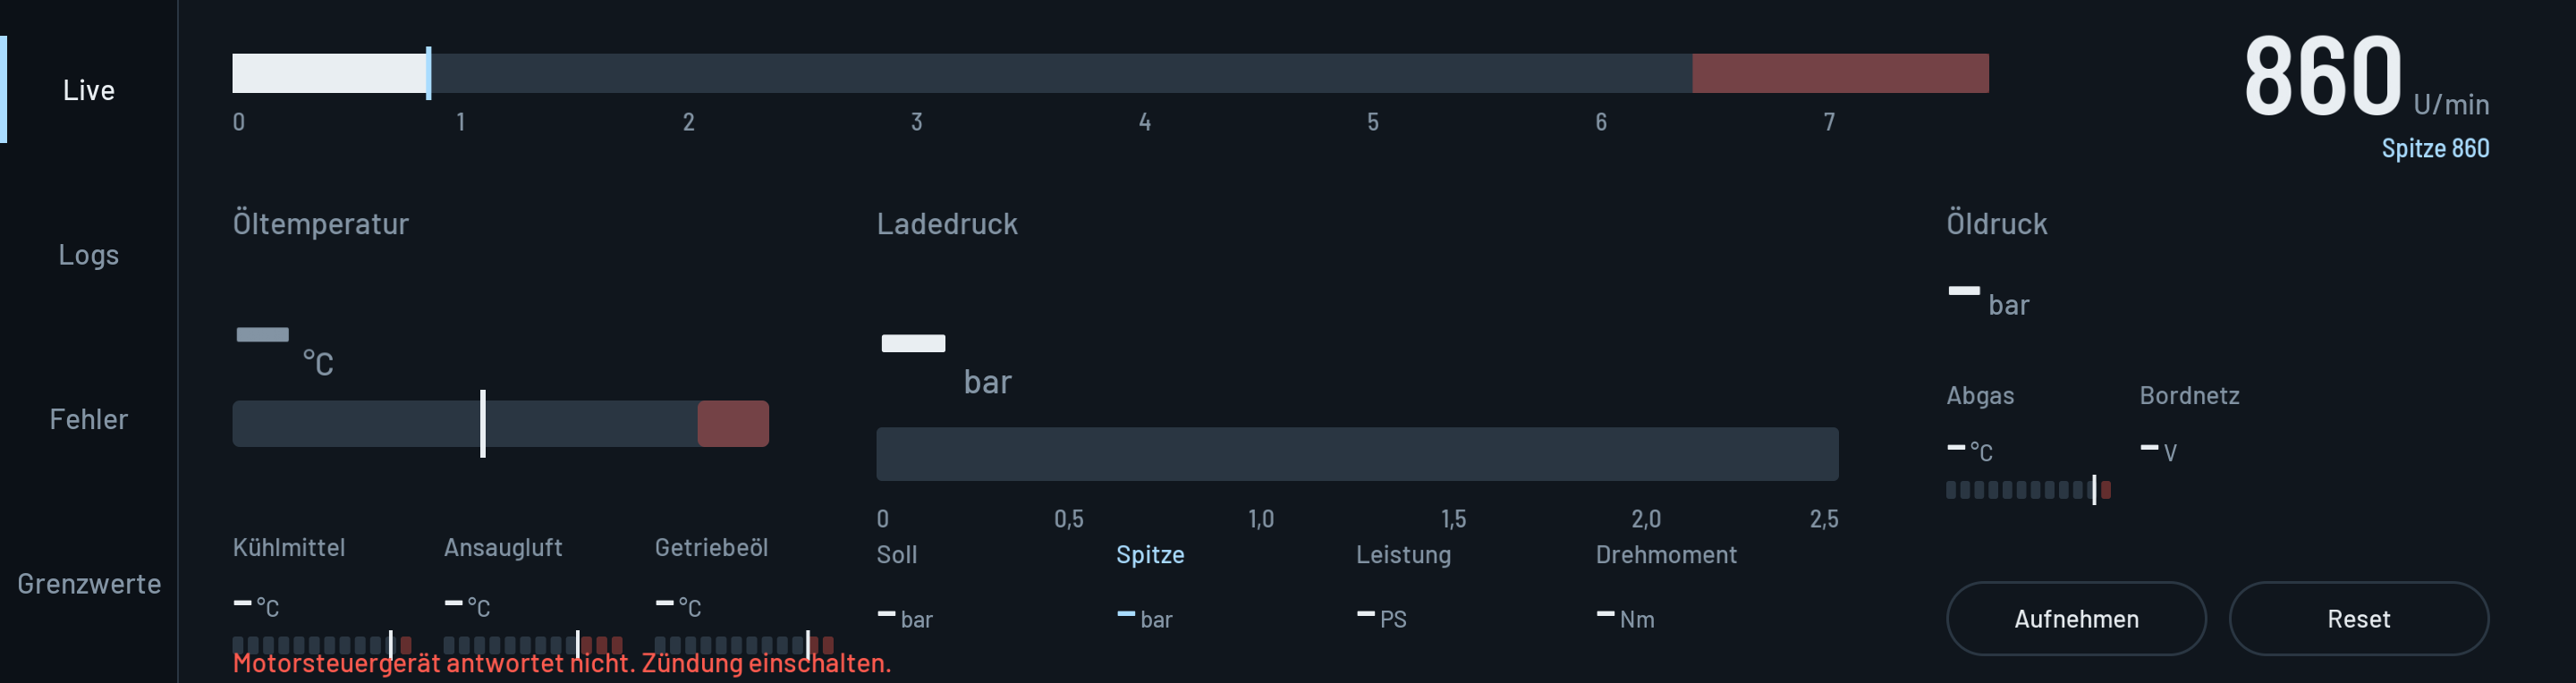 Live
Logs
Fehler
Grenzwerte
0 1 2 3 4 5 6 7
860 U/min
Spitze 860
Öltemperatur
– °C
Kühlmittel
– °C
Ansaugluft
– °C
Getriebeöl
– °C
Motorsteuergerät antwortet nicht. Zündung einschalten.
Ladedruck
– bar
0 0,5 1,0 1,5 2,0 2,5
Soll
– bar
Spitze
– bar
Leistung
– PS
Drehmoment
– Nm
Öldruck
– bar
Abgas
– °C
Bordnetz
– V
Aufnehmen
Reset